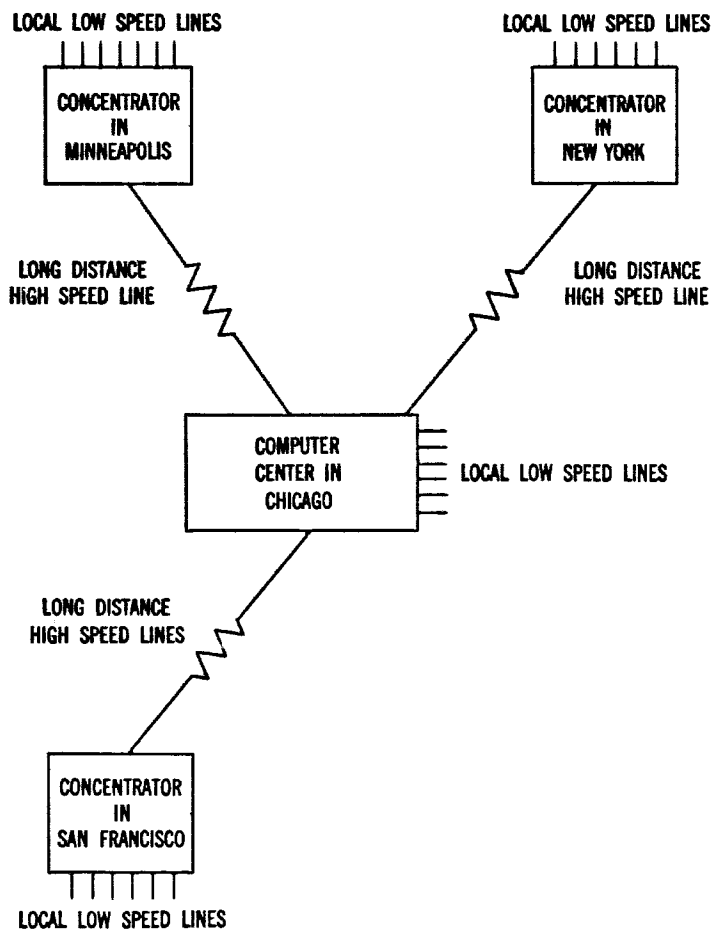 LOCAL LOW SPEED LINES
CONCENTRATOR
IN
MINNEAPOLIS
LOCAL LOW SPEED LINES
CONCENTRATOR
IN
NEW YORK
LONG DISTANCE
HIGH SPEED LINE
LONG DISTANCE
HIGH SPEED LINE
COMPUTER
CENTER IN
CHICAGO
LOCAL LOW SPEED LINES
LONG DISTANCE
HIGH SPEED LINES
CONCENTRATOR
IN
SAN FRANCISCO
LOCAL LOW SPEED LINES